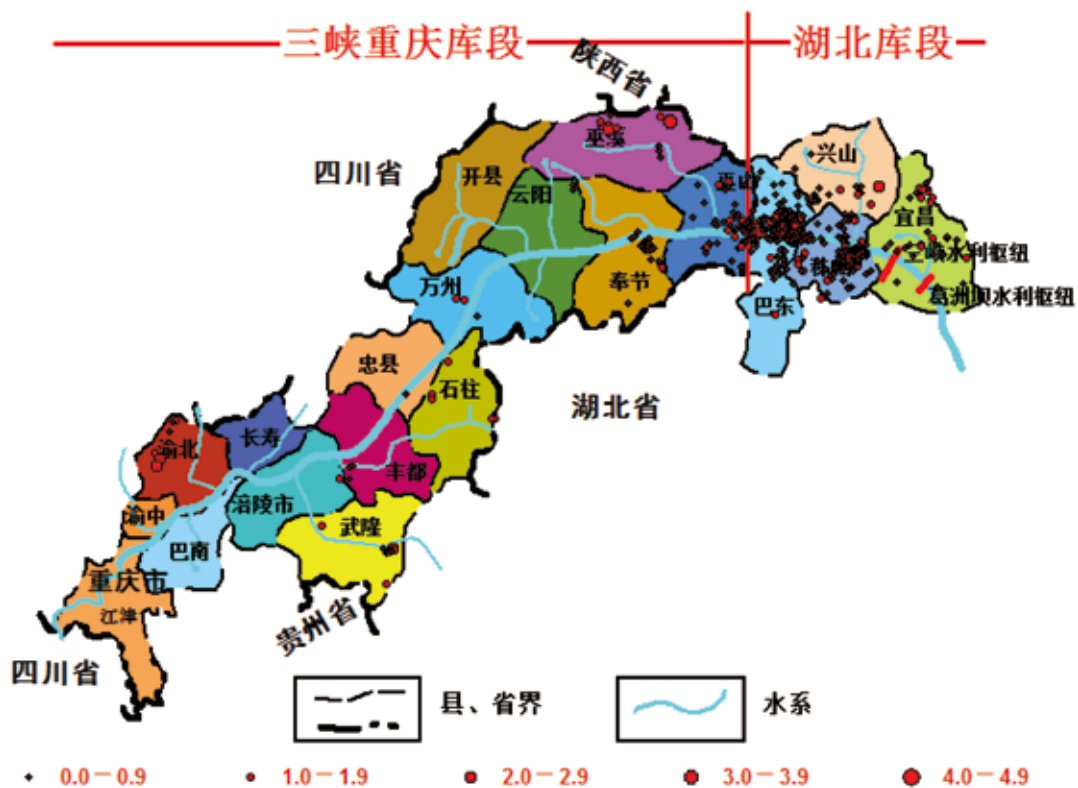 三峡重庆库段
湖北库段
陕西省
四川省
开县
巫溪
云阳
巫山
兴山
宜昌
三峡水利枢纽
葛洲坝水利枢纽
万州
奉节
巴东
忠县
石柱
湖北省
渝北
长寿
丰都
涪陵市
渝中
武隆
巴南
重庆市
江津
贵州省
四川省
县、省界
水系
0.0—0.9
1.0—1.9
2.0—2.9
3.0—3.9
4.0—4.9